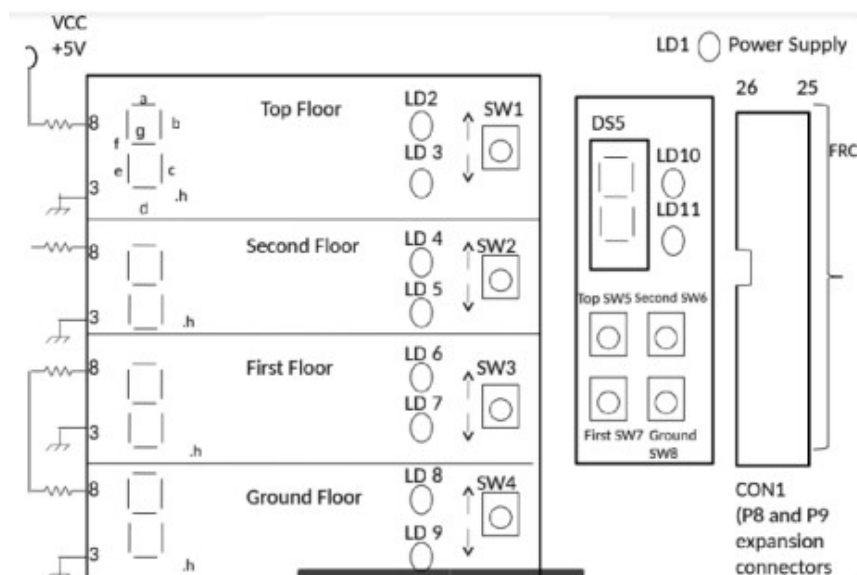 VCC
+5V
LD1 Power Supply
26 25
8
a
b
g
f
e
c
.h
d
3
Top Floor
LD2
LD 3
SW1
8
3
.h
Second Floor
LD 4
LD 5
SW2
8
3
.h
First Floor
LD 6
LD 7
SW3
8
3
.h
Ground Floor
LD 8
LD 9
SW4
DS5
LD10
LD11
Top SW5 Second SW6
First SW7 Ground
SW8
FRC
CON1
(P8 and P9
expansion
connectors